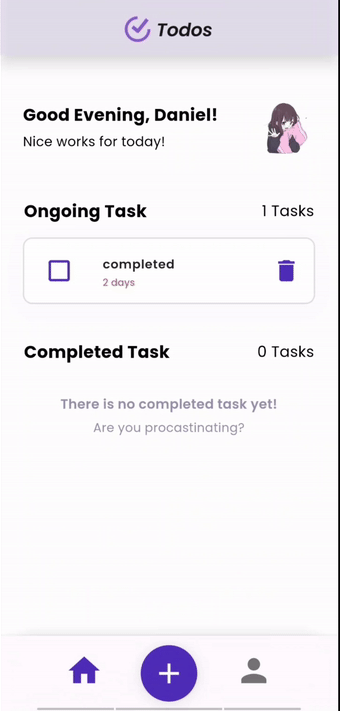 Todos
Good Evening, Daniel!
Nice works for today!
Ongoing Task
1 Tasks
completed
2 days
Completed Task
0 Tasks
There is no completed task yet!
Are you procastinating?